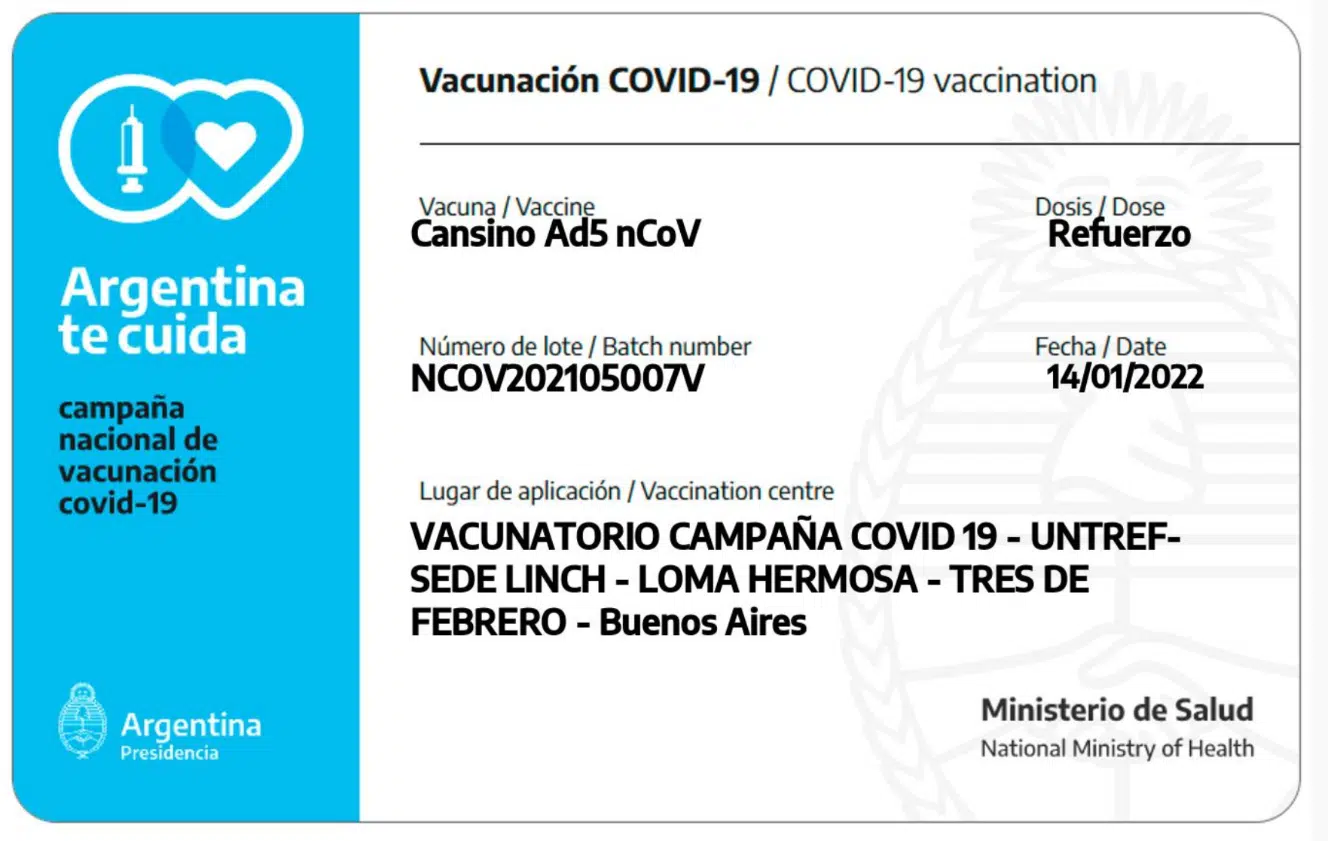 Vacunación COVID-19 / COVID-19 vaccination
Argentina
te cuida
campaña
nacional de
vacunación
covid-19
Argentina
Presidencia
Vacuna / Vaccine
Cansino Ad5 nCoV
Dosis / Dose
Refuerzo
Número de lote / Batch number
NCOV202105007V
Fecha / Date
14/01/2022
Lugar de aplicación / Vaccination centre
VACUNATORIO CAMPAÑA COVID 19 - UNTREF-
SEDE LINCH - LOMA HERMOSA - TRES DE
FEBRERO - Buenos Aires
Ministerio de Salud
National Ministry of Health